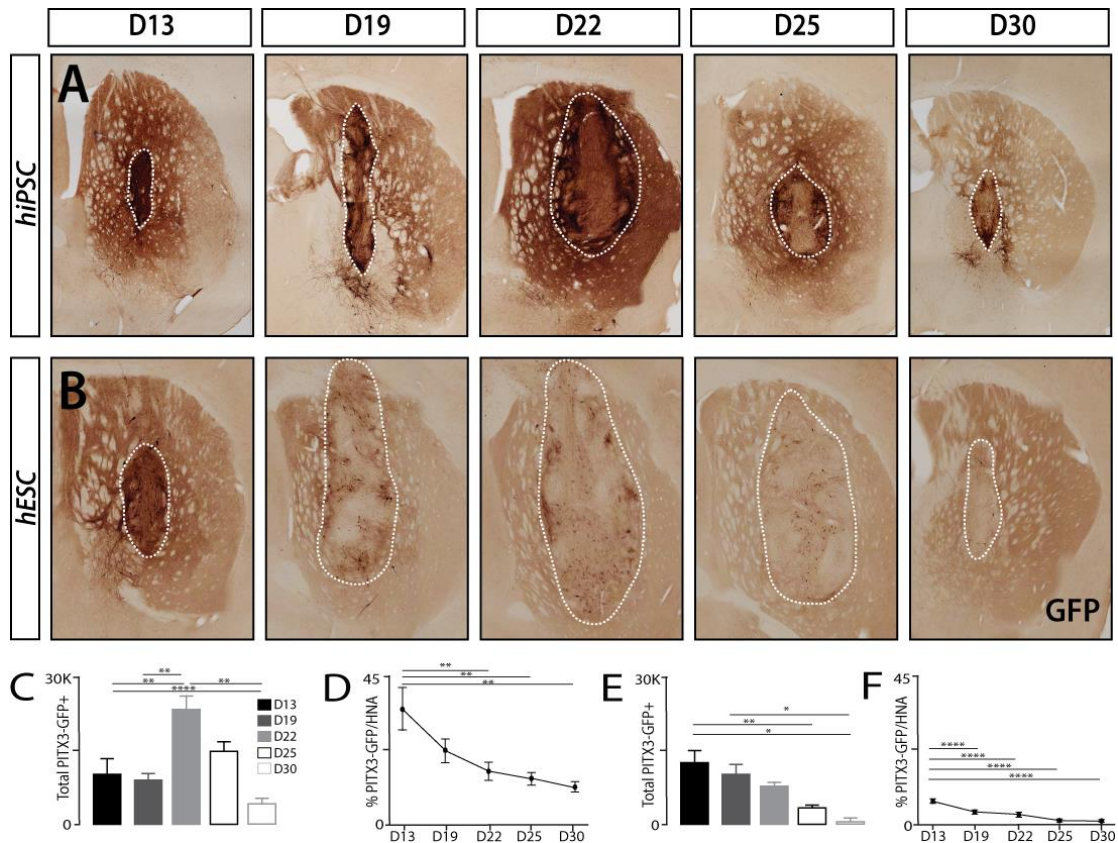 D13 D19 D22 D25 D30
hiPSC
A
hESC
B
GFP
C
30K
Total PITX3-GFP+
0
** 
** **
****
D13
D19
D22
D25
D30
D
45
% PITX3-GFP/HNA
0
**
**
**
D13 D19 D22 D25 D30
E
30K
Total PITX3-GFP+
0
*
**
*
F
45
% PITX3-GFP/HNA
0
****
****
****
****
D13 D19 D22 D25 D30